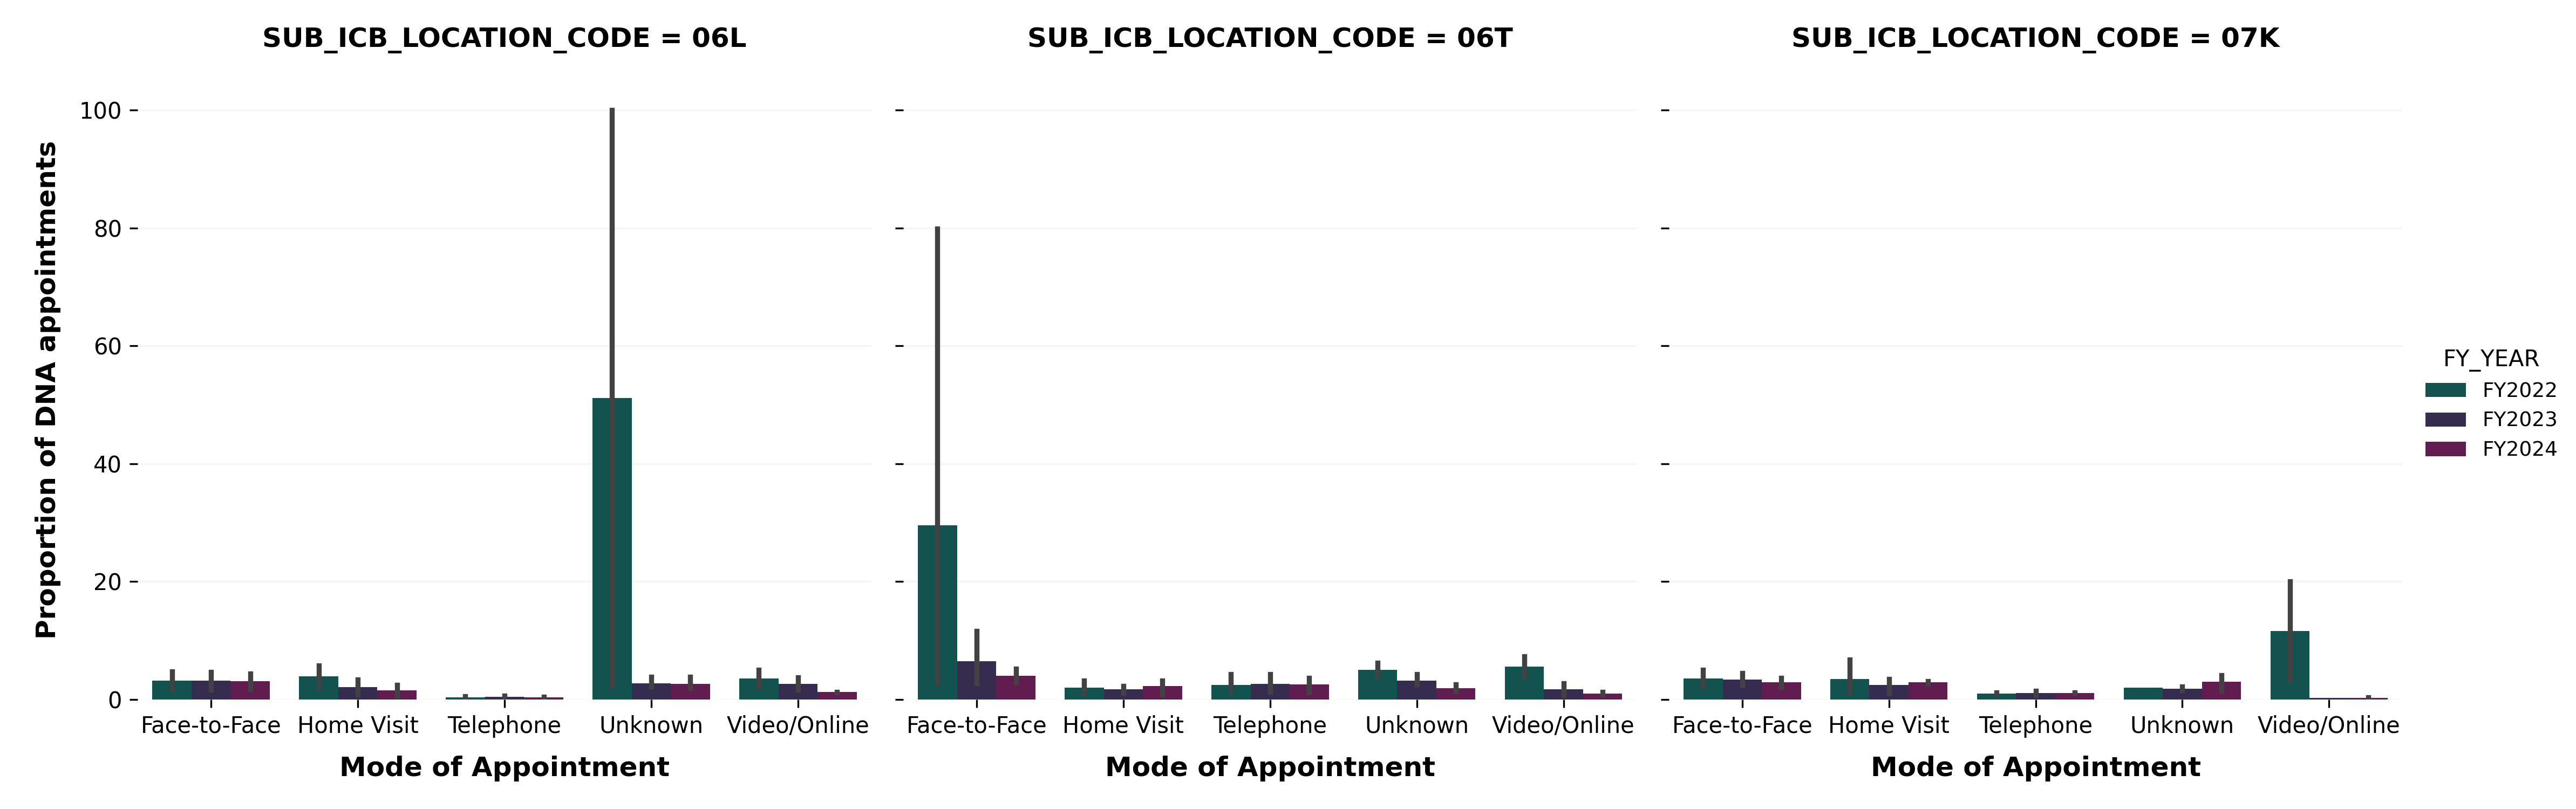 SUB_ICB_LOCATION_CODE = 06L
SUB_ICB_LOCATION_CODE = 06T
SUB_ICB_LOCATION_CODE = 07K
Proportion of DNA appointments
100
80
60
40
20
0
Face-to-Face Home Visit Telephone Unknown Video/Online
Mode of Appointment
Face-to-Face Home Visit Telephone Unknown Video/Online
Mode of Appointment
Face-to-Face Home Visit Telephone Unknown Video/Online
Mode of Appointment
FY_YEAR
FY2022
FY2023
FY2024